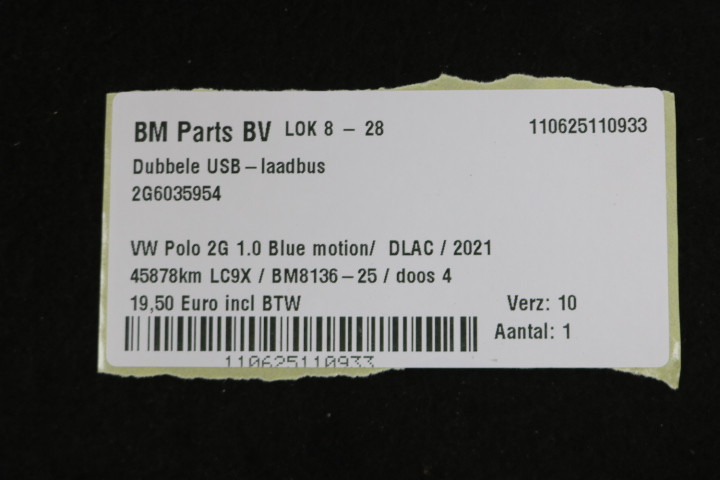 BM Parts BV LOK 8 - 28 110625110933
Dubbele USB-laadbus
2G6035954
VW Polo 2G 1.0 Blue motion/ DLAC / 2021
45878km LC9X / BM8136-25 / doos 4
19,50 Euro incl BTW Verz: 10
Aantal: 1
110625110933